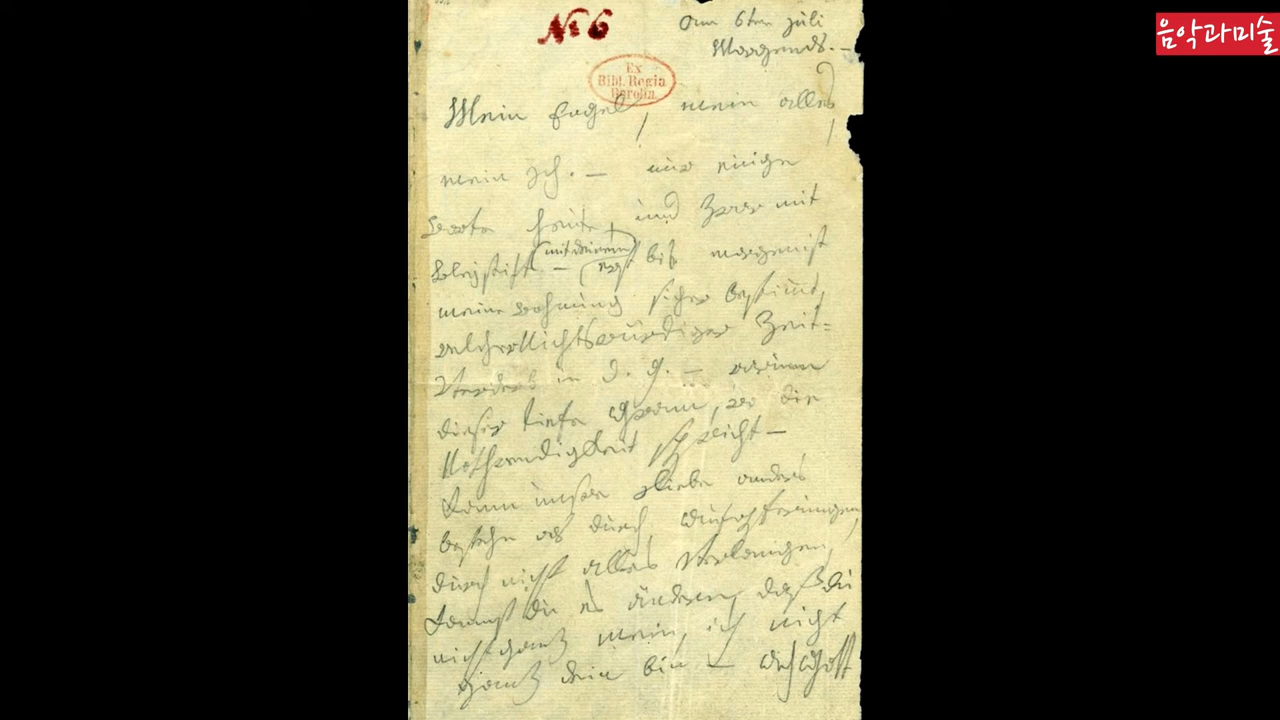 음악과미술
№ 6
am 6ten juli
Morgends. –
Ex
Bibl. Regia
Berolin
Mein Engel, mein alles,
mein Ich. – nur einige
worte heute, und zwar mit
bleystift – (mit deinem)
erst bis morgen ist
meine wohnung sicher bestimmt,
welcher Nichtswürdiger Zeit-
Verderb in d. g. – warum
dieser tiefe Gram, wo die
Nothwendigkeit spricht –
Kann unsre Liebe anders
bestehn als durch Aufopferungen,
durch nicht alles verlangen,
kannst du es ändern, daß du
nicht ganz mein, ich nicht
ganz dein bin – Ach Gott